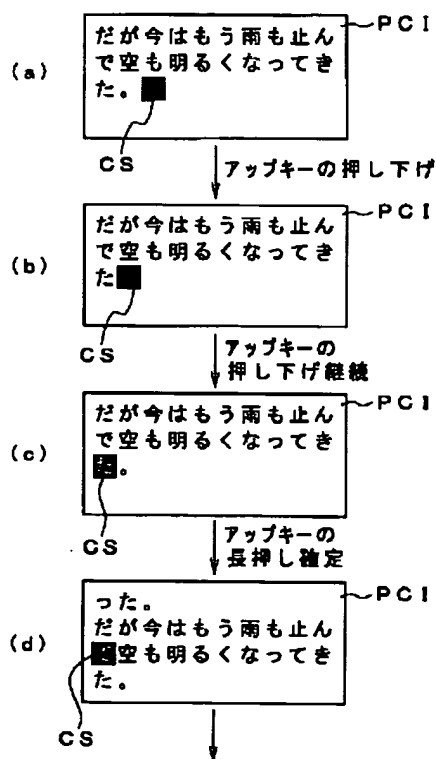 だが今はもう雨も止ん
で空も明るくなってき
た。
PCI
(a)
CS
アップキーの押し下げ
だが今はもう雨も止ん
で空も明るくなってき
た
PCI
(b)
CS
アップキーの
押し下げ継続
だが今はもう雨も止ん
で空も明るくなってき
た。
PCI
(c)
CS
アップキーの
長押し確定
った。
だが今はもう雨も止ん
で空も明るくなってき
た。
PCI
(d)
CS